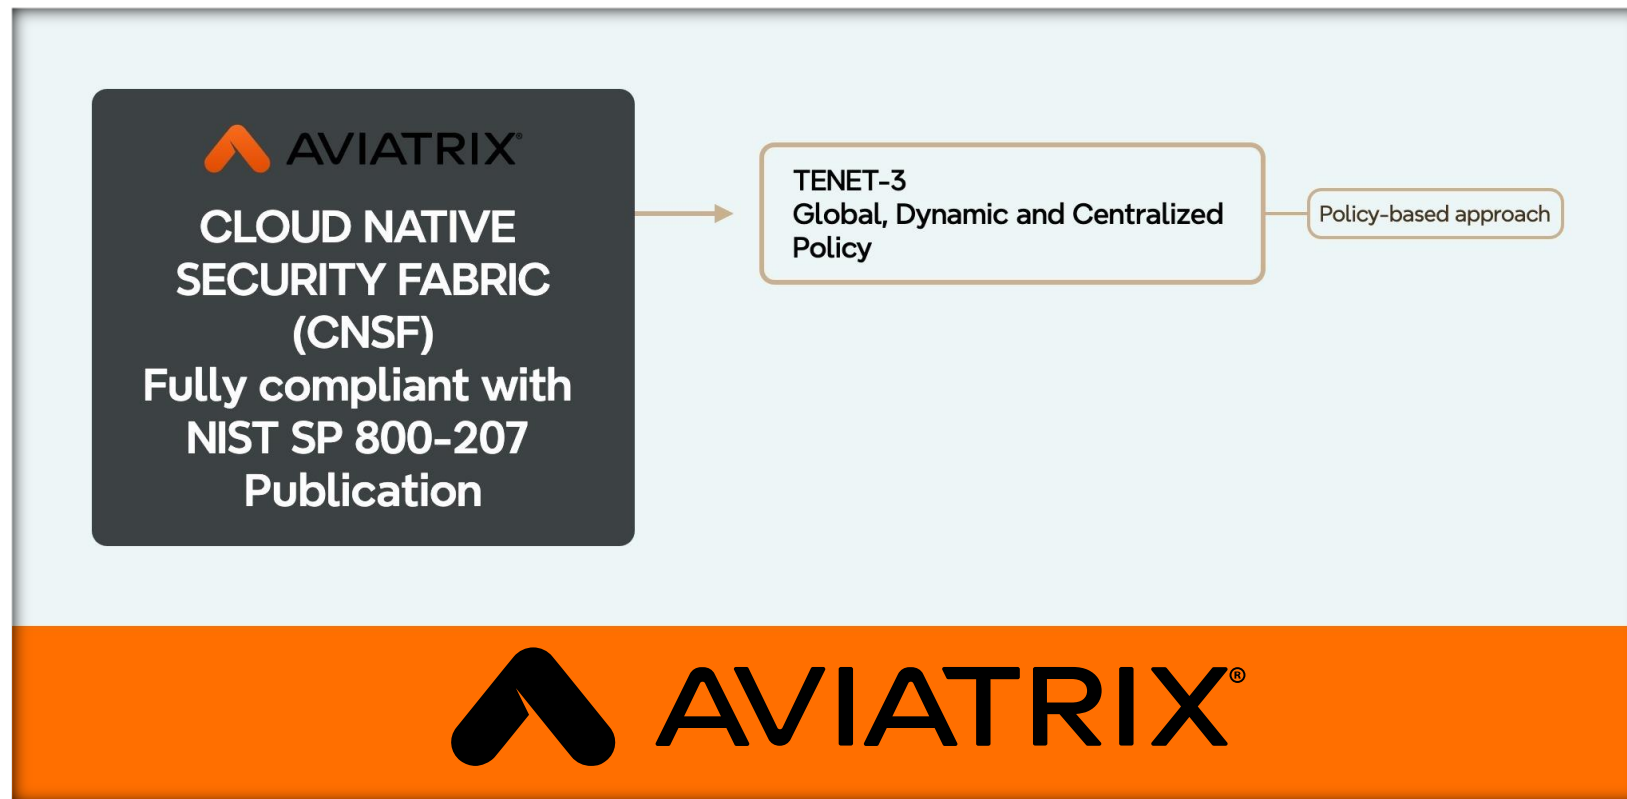 AVIATRIX®
CLOUD NATIVE
SECURITY FABRIC
(CNSF)
Fully compliant with
NIST SP 800-207
Publication
TENET-3
Global, Dynamic and Centralized
Policy
Policy-based approach
AVIATRIX®